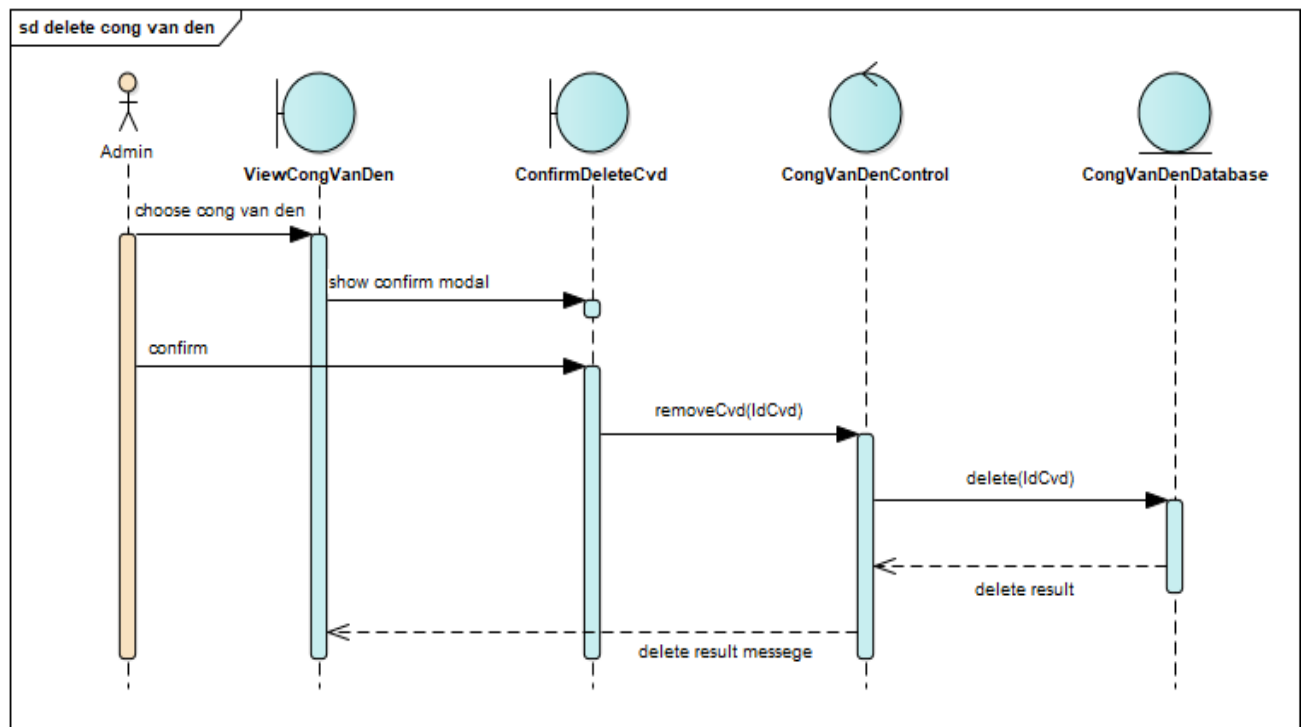 sd delete cong van den
Admin
ViewCongVanDen
ConfirmDeleteCvd
CongVanDenControl
CongVanDenDatabase
choose cong van den
show confirm modal
confirm
removeCvd(IdCvd)
delete(IdCvd)
delete result
delete result messege